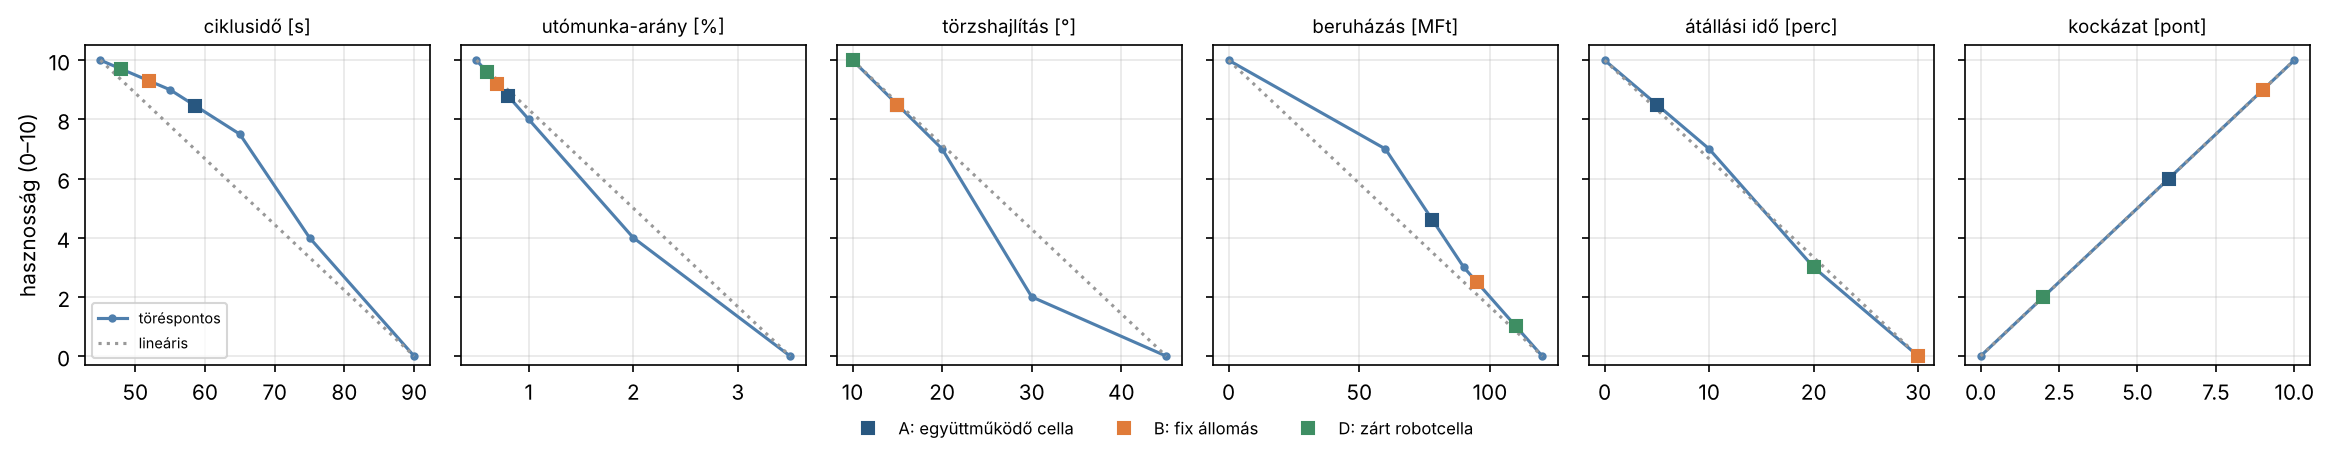 ciklusidő [s]
utómunka-arány [%]
törzshajlítás [°]
beruházás [MFt]
átállási idő [perc]
kockázat [pont]
hasznosság (0–10)
10
8
6
4
2
0
töréspontos
lineáris
50 60 70 80 90
1 2 3
10 20 30 40
0 50 100
0 10 20 30
0.0 2.5 5.0 7.5 10.0
A: együttműködő cella
B: fix állomás
D: zárt robotcella